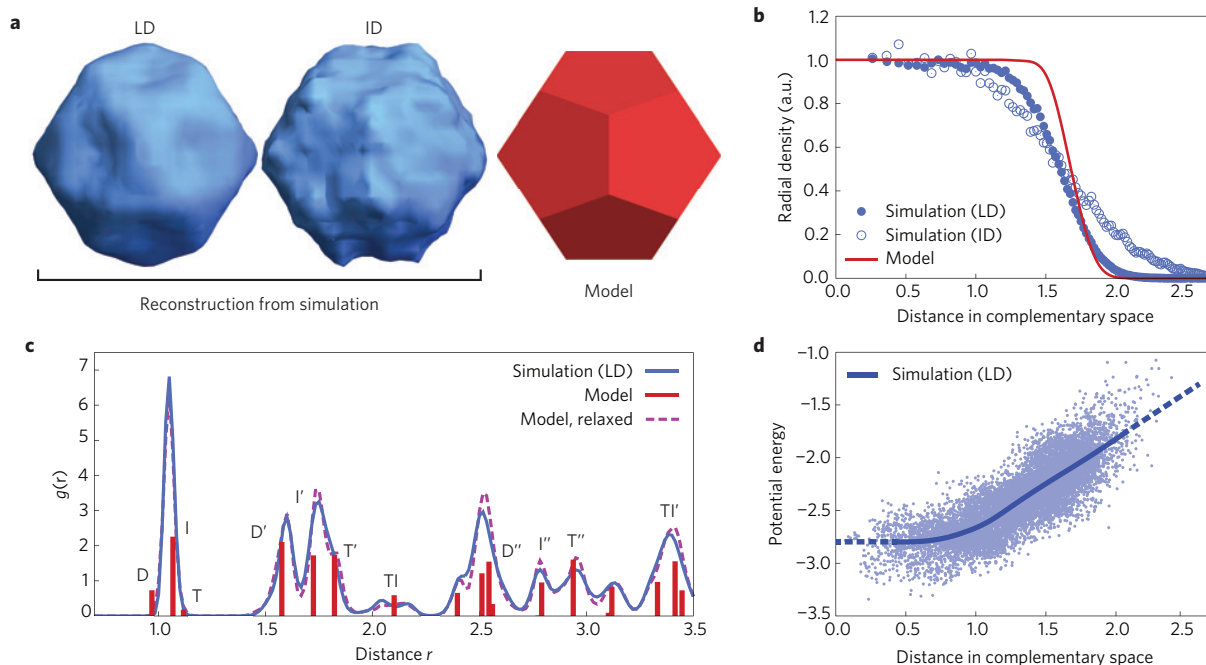 a
LD
ID
Reconstruction from simulation
Model
b
Radial density (a.u.)
1.2
1.0
0.8
0.6
0.4
0.2
0.0
Simulation (LD)
Simulation (ID)
Model
0.0 0.5 1.0 1.5 2.0 2.5
Distance in complementary space
c
g(r)
7
6
5
4
3
2
1
0
Simulation (LD)
Model
Model, relaxed
D
I
T
D′
I′
T′
TI
D″
I″
T″
TI′
1.0 1.5 2.0 2.5 3.0 3.5
Distance r
d
Potential energy
−1.0
−1.5
−2.0
−2.5
−3.0
−3.5
Simulation (LD)
0.0 0.5 1.0 1.5 2.0 2.5
Distance in complementary space